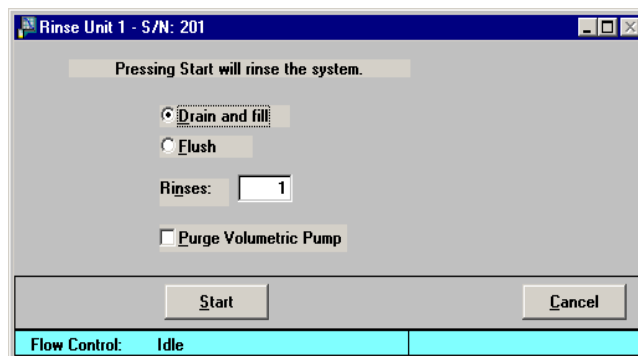 Rinse Unit 1 - S/N: 201
Pressing Start will rinse the system.
Drain and fill
Flush
Rinses: 1
Purge Volumetric Pump
Start Cancel
Flow Control: Idle